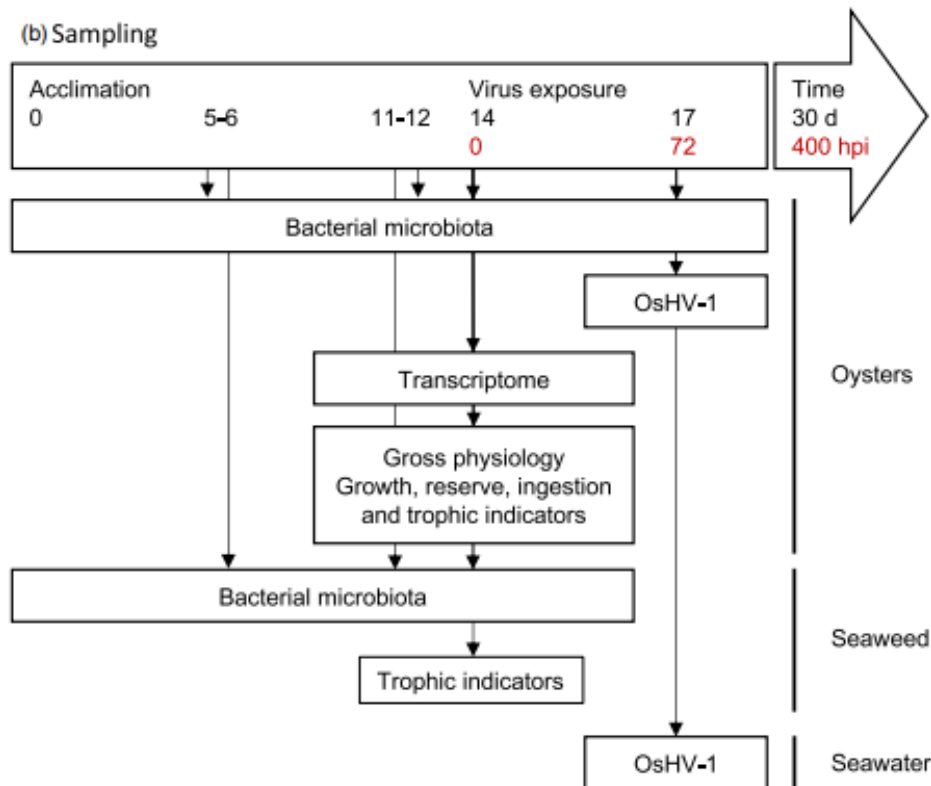 (b) Sampling
Acclimation Virus exposure Time
0 5-6 11-12 14 17 30 d
0 72 400 hpi
Bacterial microbiota
OsHV-1
Transcriptome
Oysters
Gross physiology
Growth, reserve, ingestion
and trophic indicators
Bacterial microbiota
Seaweed
Trophic indicators
OsHV-1 Seawater